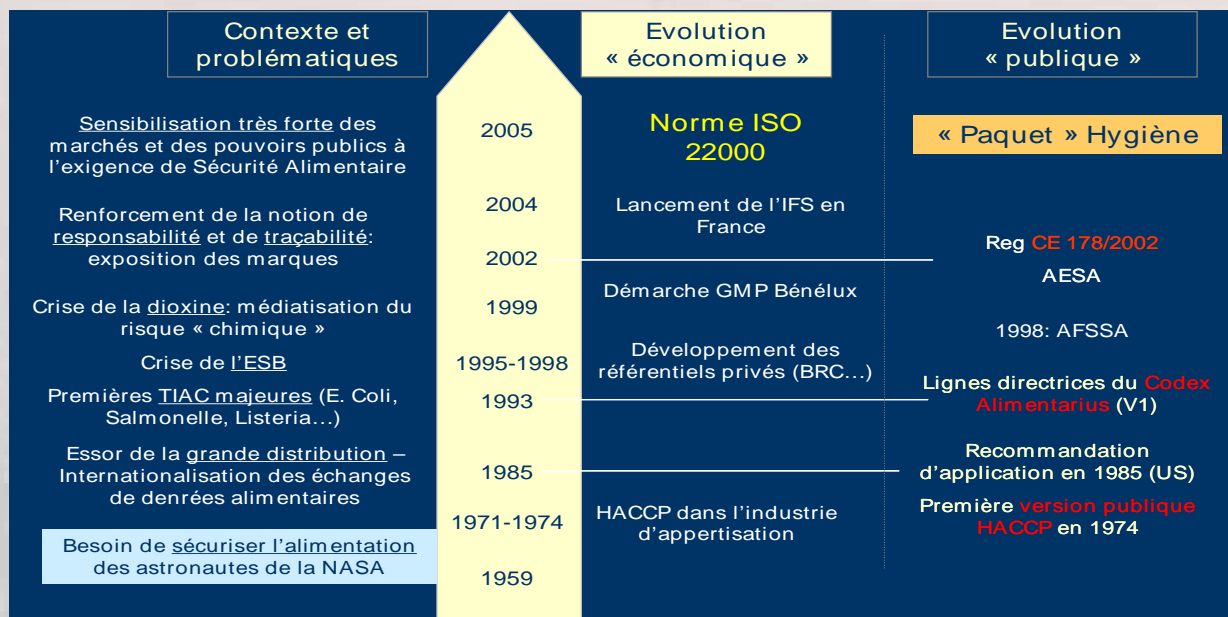 Contexte et
problématiques
Evolution
« économique »
Evolution
« publique »
Sensibilisation très forte des
marchés et des pouvoirs publics à
l'exigence de Sécurité Alimentaire
2005
Norme ISO
22000
« Paquet » Hygiène
Renforcement de la notion de
responsabilité et de traçabilité:
exposition des marques
2004
Lancement de l'IFS en
France
2002
Reg CE 178/2002
AESA
Crise de la dioxine: médiatisation du
risque « chimique »
1999
Démarche GMP Bénélux
1998: AFSSA
Crise de l'ESB
1995-1998
Développement des
référentiels privés (BRC...)
Premières TIAC majeures (E. Coli,
Salmonelle, Listeria...)
1993
Lignes directrices du Codex
Alimentarius (V1)
Essor de la grande distribution –
Internationalisation des échanges
de denrées alimentaires
1985
Recommandation
d'application en 1985 (US)
1971-1974
HACCP dans l'industrie
d'appertisation
Première version publique
HACCP en 1974
Besoin de sécuriser l'alimentation
des astronautes de la NASA
1959